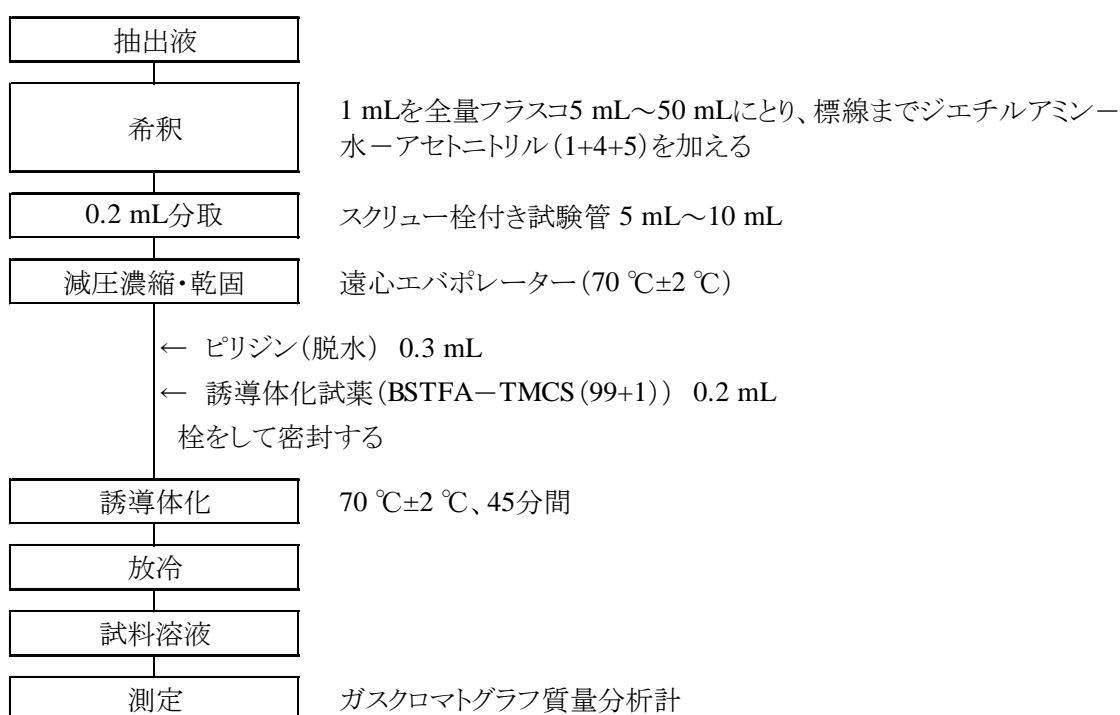 抽出液
希釈
1 mLを全量フラスコ5 mL～50 mLにとり、標線までジエチルアミン－
水－アセトニトリル(1+4+5)を加える
0.2 mL分取
スクリュー栓付き試験管 5 mL～10 mL
減圧濃縮・乾固
遠心エバポレーター(70 ℃±2 ℃)
← ピリジン(脱水) 0.3 mL
← 誘導体化試薬(BSTFA－TMCS(99+1)) 0.2 mL
栓をして密封する
誘導体化
70 ℃±2 ℃、45分間
放冷
試料溶液
測定
ガスクロマトグラフ質量分析計